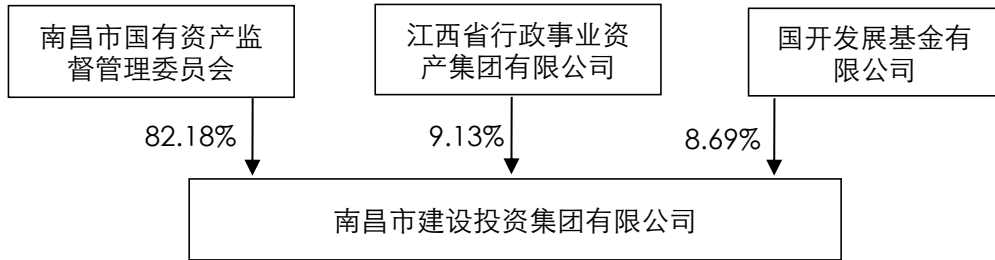 南昌市国有资产监
督管理委员会
江西省行政事业资
产集团有限公司
国开发展基金有
限公司
82.18%
9.13%
8.69%
南昌市建设投资集团有限公司